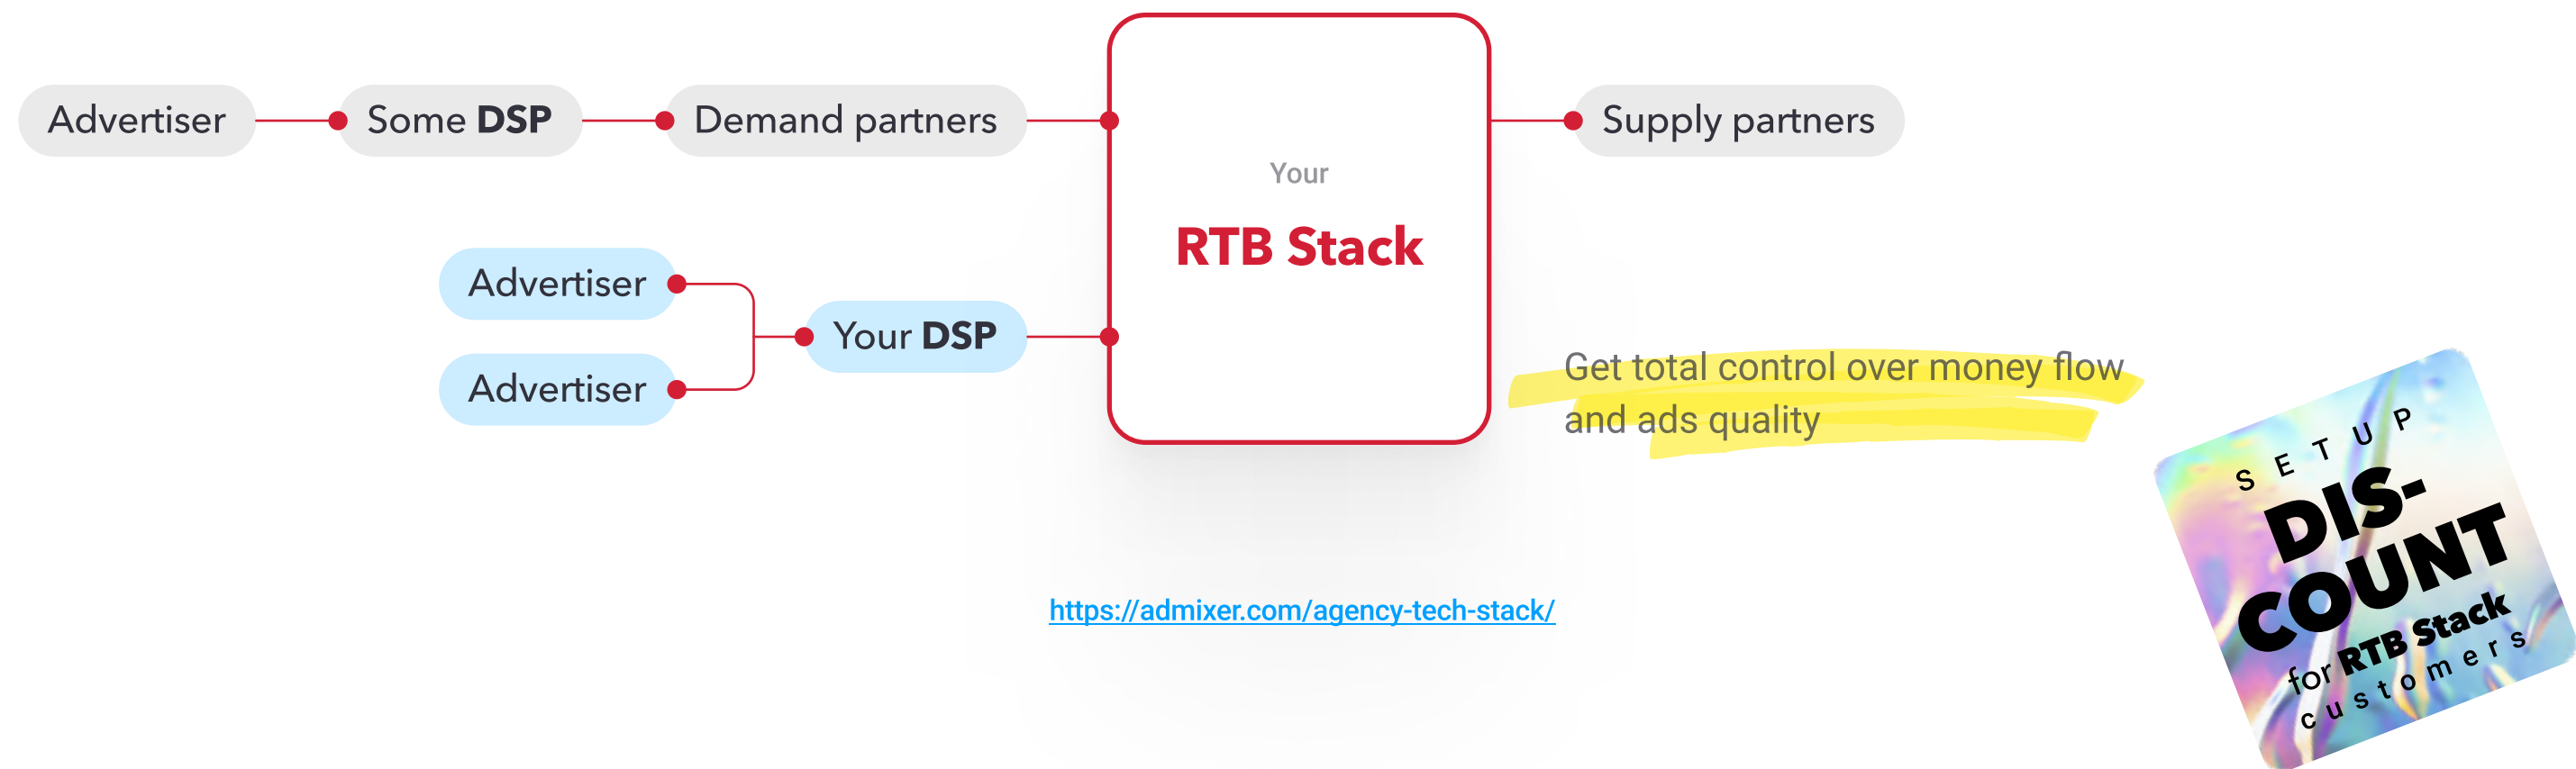 Advertiser
Some DSP
Demand partners
Supply partners
Your
RTB Stack
Advertiser
Advertiser
Your DSP
Get total control over money flow
and ads quality
https://admixer.com/agency-tech-stack/
SETUP
DIS-
COUNT
for RTB Stack
customers